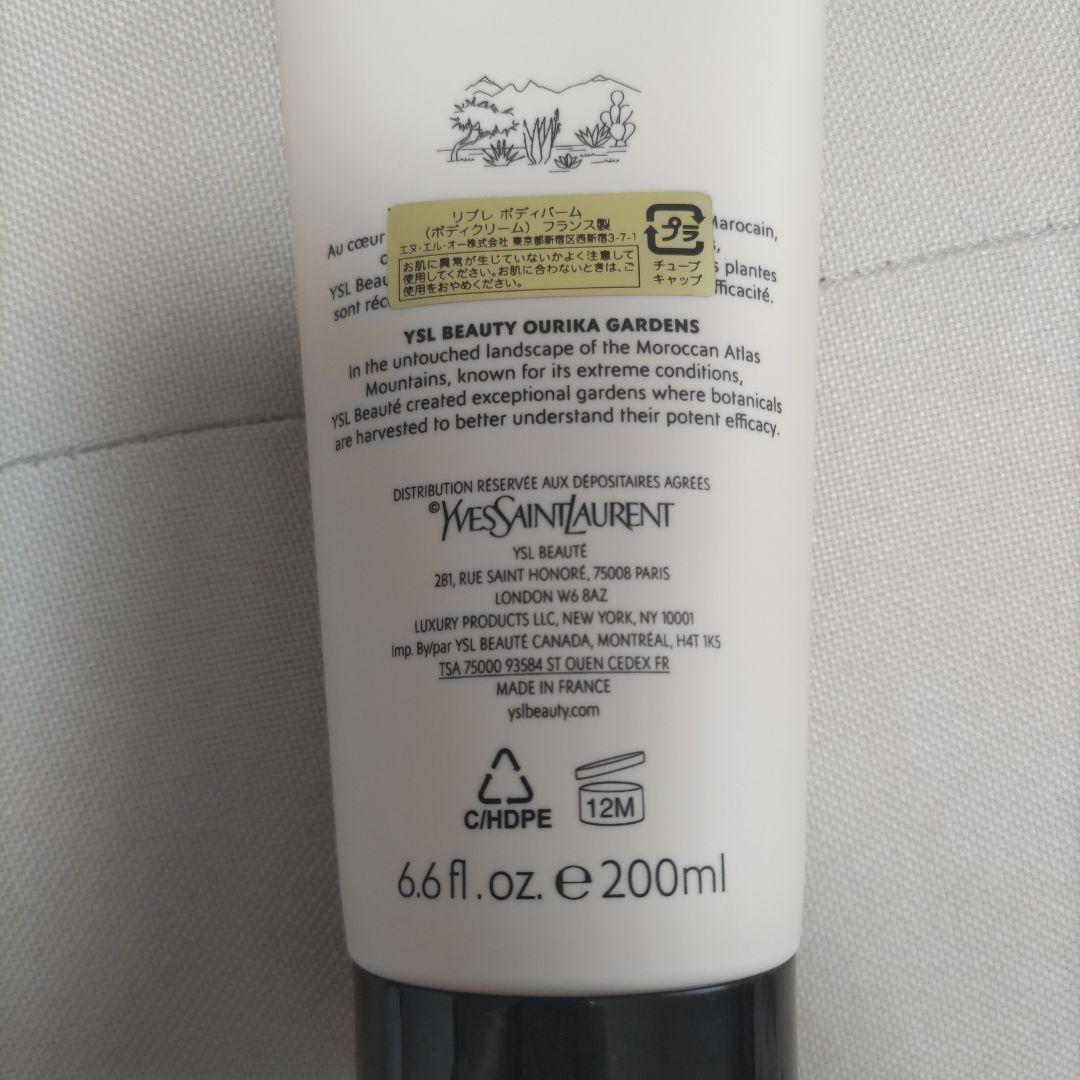 リブレ ボディバーム
(ボディクリーム) フランス製
エヌ・エル・オー株式会社 東京都新宿区西新宿3-7-1
お肌に異常が生じていないかよく注意して
使用してください。お肌に合わないときは、ご
使用をおやめください。
プラ
チューブ
キャップ
Au cœur
Marocain,
YSL
plantes
sont
efficacité.
YSL BEAUTY OURIKA GARDENS
In the untouched landscape of the Moroccan Atlas
Mountains, known for its extreme conditions,
YSL Beauté created exceptional gardens where botanicals
are harvested to better understand their potent efficacy.
DISTRIBUTION RÉSERVÉE AUX DÉPOSITAIRES AGRÉÉS
©YVESSAINTLAURENT
YSL BEAUTÉ
281, RUE SAINT HONORÉ, 75008 PARIS
LONDON W6 8AZ
LUXURY PRODUCTS LLC, NEW YORK, NY 10001
Imp. By/par YSL BEAUTÉ CANADA, MONTRÉAL, H4T 1K5
TSA 75000 93584 ST OUEN CEDEX FR
MADE IN FRANCE
yslbeauty.com
C/HDPE
12M
6.6 fl.oz. e 200ml